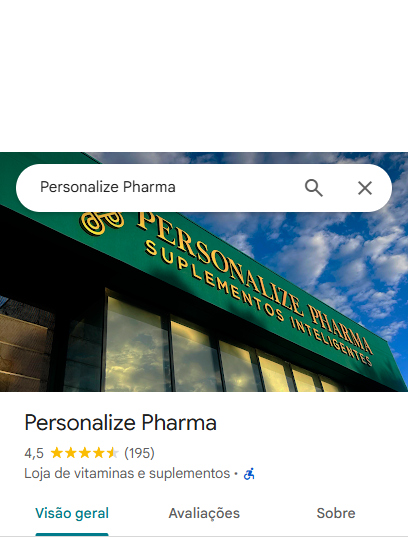 Personalize Pharma
PERSONALIZE PHARMA
SUPLEMENTOS INTELIGENTES
Personalize Pharma
4,5 (195)
Loja de vitaminas e suplementos ·
Visão geral
Avaliações
Sobre